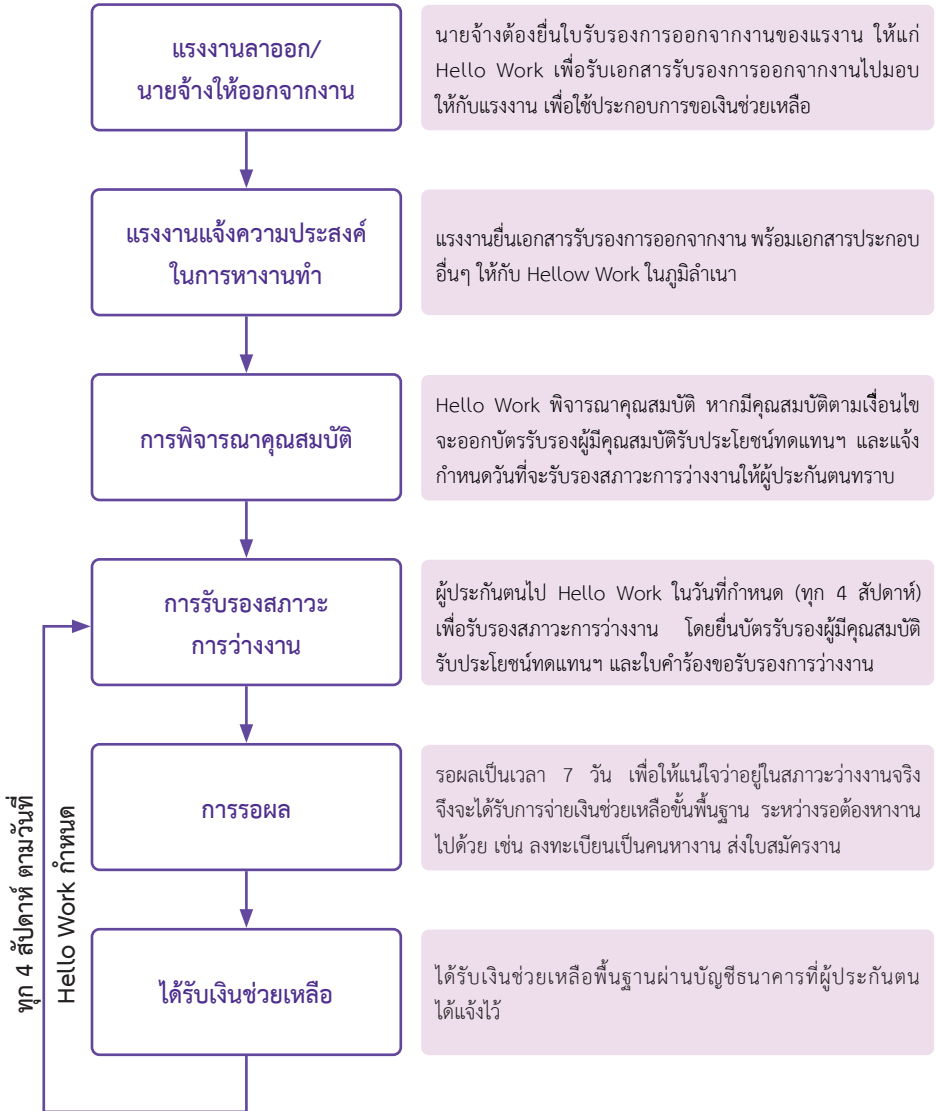 แรงงานลาออก/
นายจ้างให้ออกจากงาน
นายจ้างต้องยื่นใบรับรองการออกจากงานของแรงาน ให้แก่
Hello Work เพื่อรับเอกสารรับรองการออกจากงานไปมอบ
ให้กับแรงงาน เพื่อใช้ประกอบการขอเงินช่วยเหลือ
แรงงานแจ้งความประสงค์
ในการหางานทำ
แรงงานยื่นเอกสารรับรองการออกจากงาน พร้อมเอกสารประกอบ
อื่นๆ ให้กับ Hellow Work ในภูมิลำเนา
การพิจารณาคุณสมบัติ
Hello Work พิจารณาคุณสมบัติ หากมีคุณสมบัติตามเงื่อนไข
จะออกบัตรรับรองผู้มีคุณสมบัติรับประโยชน์ทดแทนฯ และแจ้ง
กำหนดวันที่จะรับรองสภาวะการว่างงานให้ผู้ประกันตนทราบ
การรับรองสภาวะ
การว่างงาน
ผู้ประกันตนไป Hello Work ในวันที่กำหนด (ทุก 4 สัปดาห์)
เพื่อรับรองสภาวะการว่างงาน โดยยื่นบัตรรับรองผู้มีคุณสมบัติ
รับประโยชน์ทดแทนฯ และใบคำร้องขอรับรองการว่างงาน
การรอผล
รอผลเป็นเวลา 7 วัน เพื่อให้แน่ใจว่าอยู่ในสภาวะว่างงานจริง
จึงจะได้รับการจ่ายเงินช่วยเหลือขั้นพื้นฐาน ระหว่างรอต้องหางาน
ไปด้วย เช่น ลงทะเบียนเป็นคนหางาน ส่งใบสมัครงาน
ได้รับเงินช่วยเหลือ
ได้รับเงินช่วยเหลือพื้นฐานผ่านบัญชีธนาคารที่ผู้ประกันตน
ได้แจ้งไว้
ทุก 4 สัปดาห์ ตามวันที่
Hello Work กำหนด